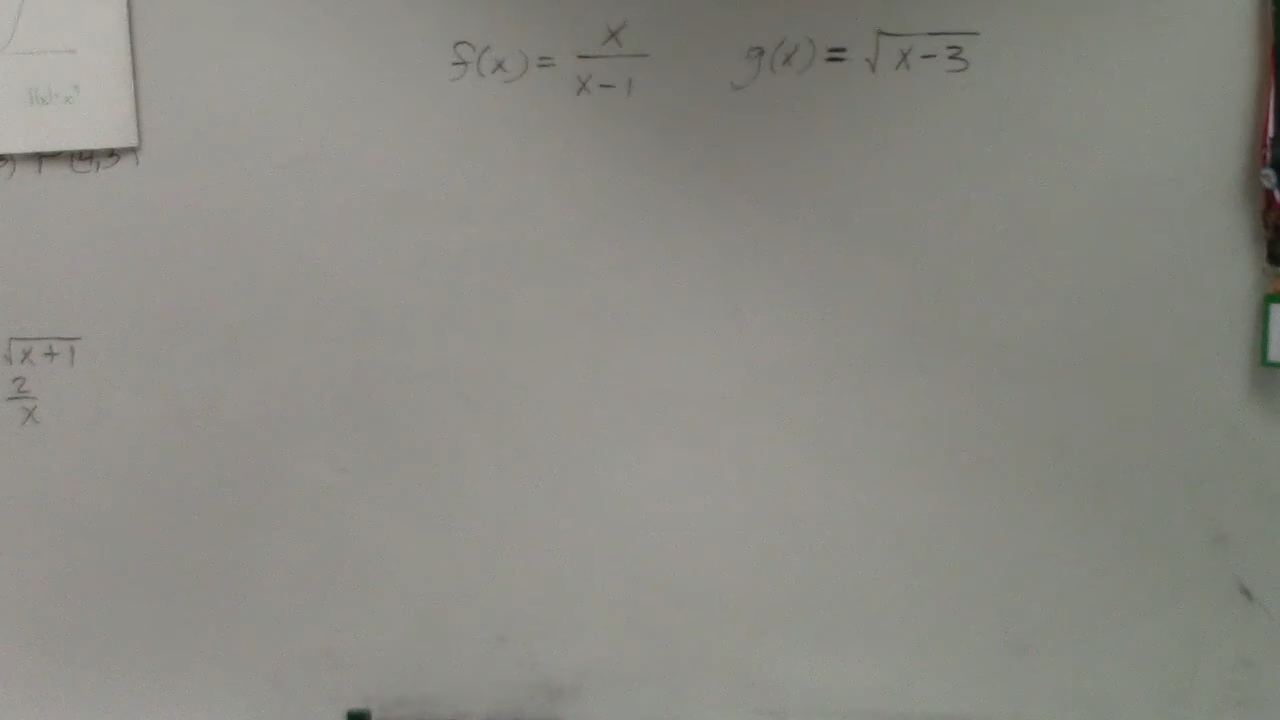 f(x) = x/(x-1)    g(x) = √(x-3)
√(x+1)
2/x